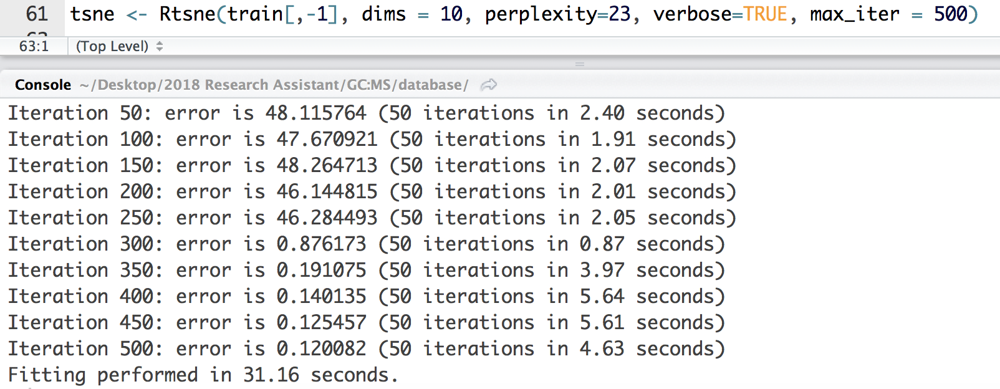 61 tsne <- Rtsne(train[,-1], dims = 10, perplexity=23, verbose=TRUE, max_iter = 500)
63:1 (Top Level)
Console ~/Desktop/2018 Research Assistant/GC:MS/database/
Iteration 50: error is 48.115764 (50 iterations in 2.40 seconds)
Iteration 100: error is 47.670921 (50 iterations in 1.91 seconds)
Iteration 150: error is 48.264713 (50 iterations in 2.07 seconds)
Iteration 200: error is 46.144815 (50 iterations in 2.01 seconds)
Iteration 250: error is 46.284493 (50 iterations in 2.05 seconds)
Iteration 300: error is 0.876173 (50 iterations in 0.87 seconds)
Iteration 350: error is 0.191075 (50 iterations in 3.97 seconds)
Iteration 400: error is 0.140135 (50 iterations in 5.64 seconds)
Iteration 450: error is 0.125457 (50 iterations in 5.61 seconds)
Iteration 500: error is 0.120082 (50 iterations in 4.63 seconds)
Fitting performed in 31.16 seconds.